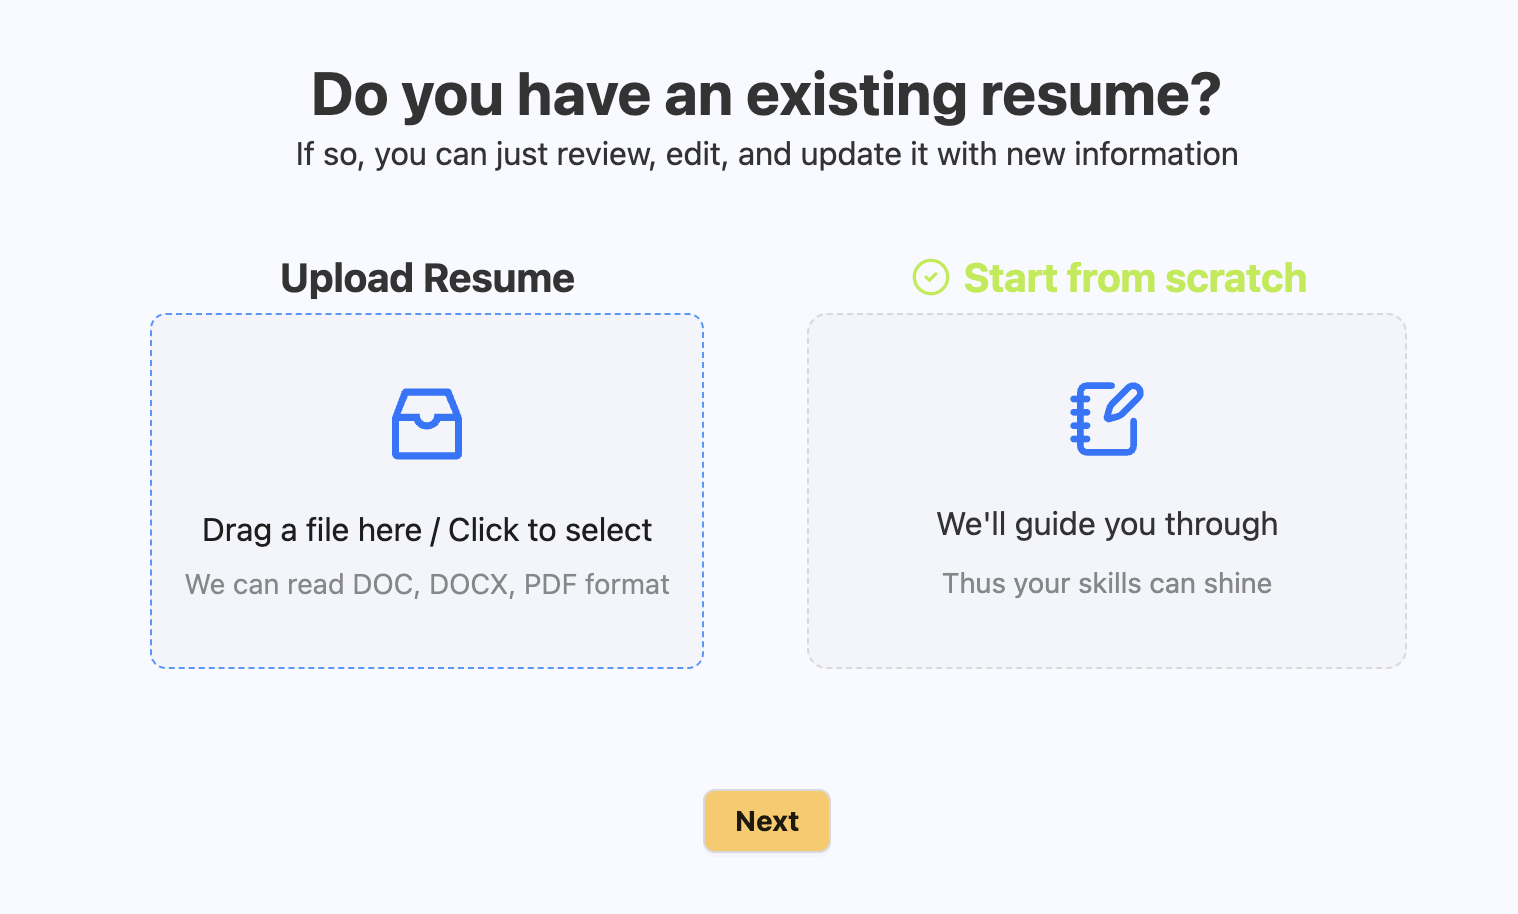 Do you have an existing resume?
If so, you can just review, edit, and update it with new information
Upload Resume
Drag a file here / Click to select
We can read DOC, DOCX, PDF format
Start from scratch
We'll guide you through
Thus your skills can shine
Next